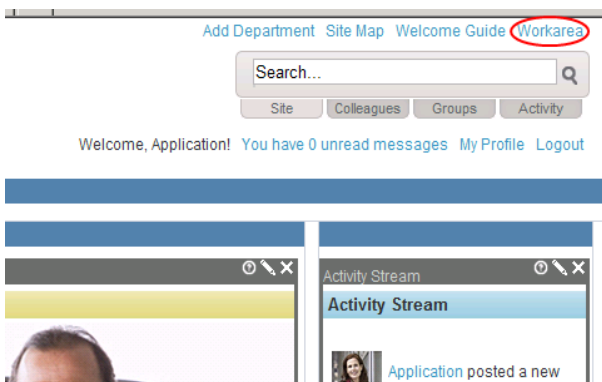 Add Department Site Map Welcome Guide Workarea
Search...
Site Colleagues Groups Activity
Welcome, Application! You have 0 unread messages My Profile Logout
Activity Stream
Activity Stream
Application posted a new